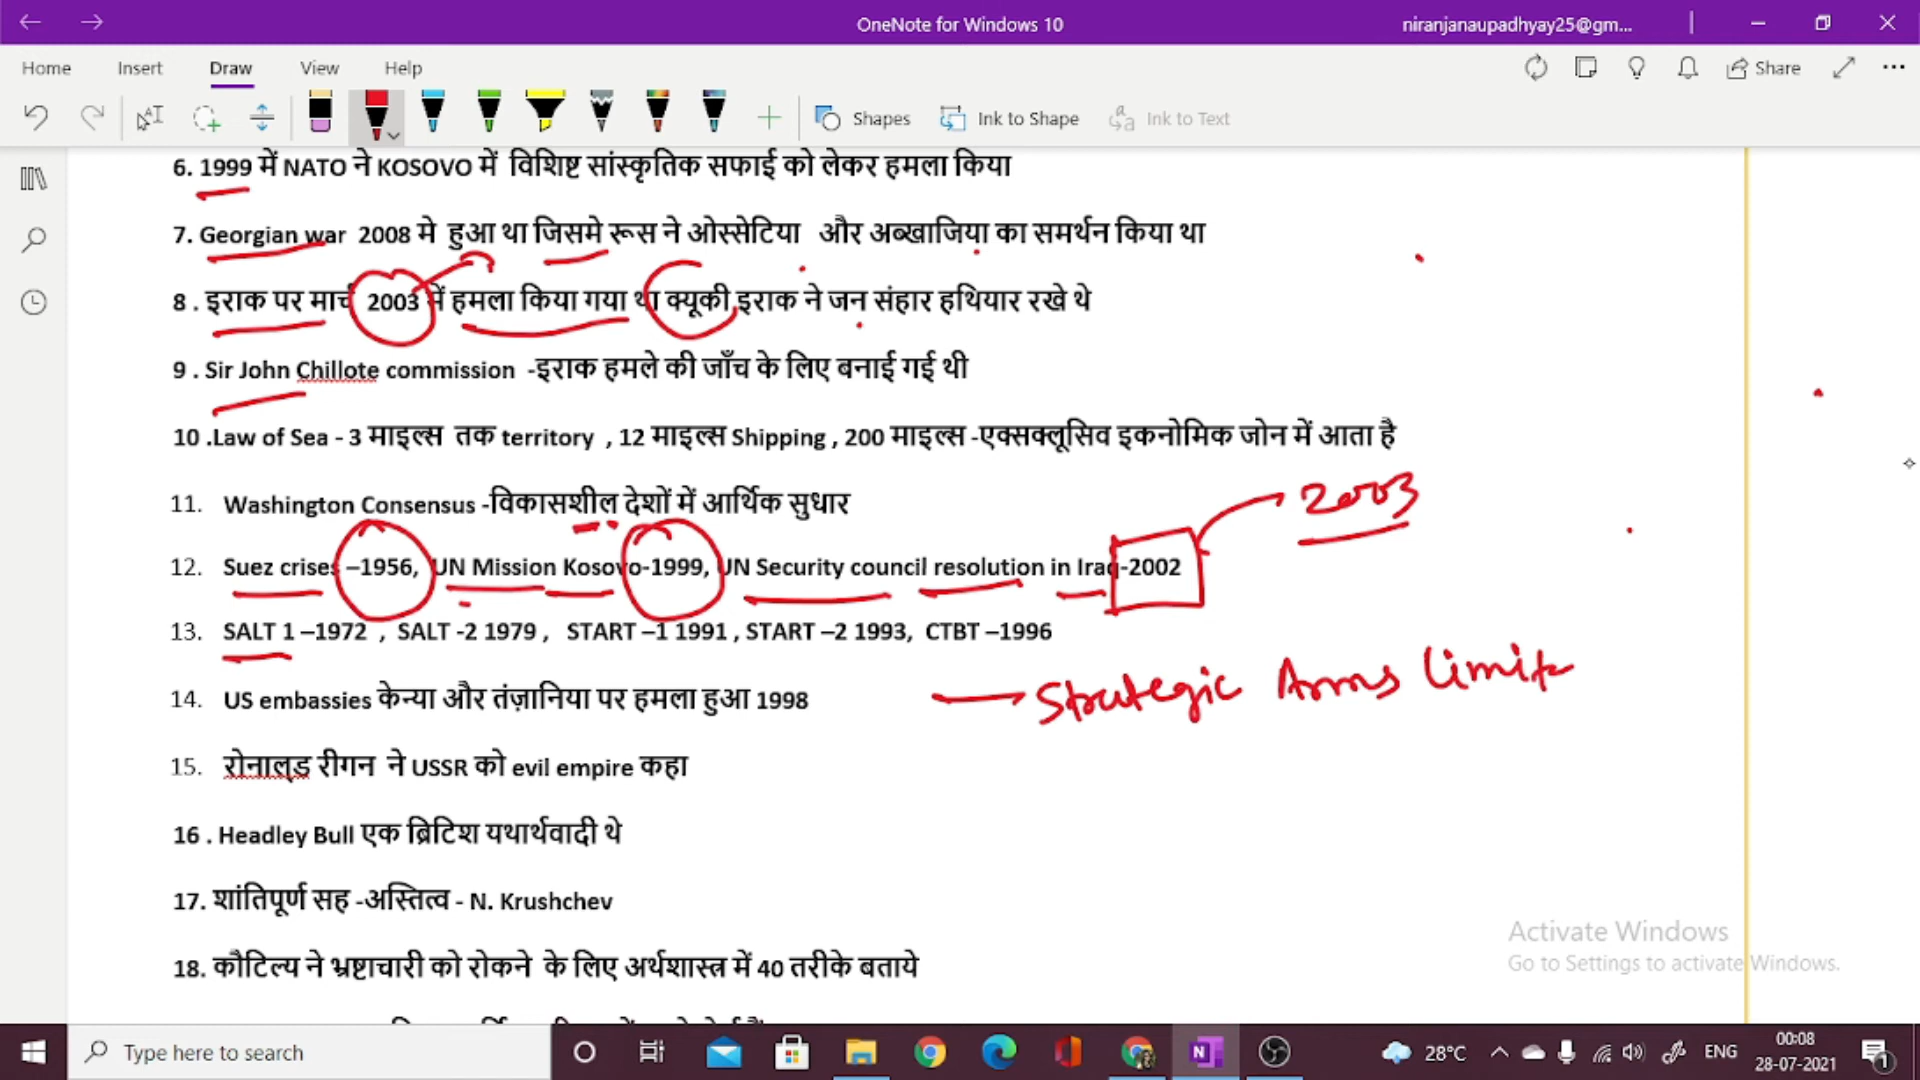 OneNote for Windows 10
niranjanaupadhyay25@gm...
Home Insert Draw View Help
Share
Shapes Ink to Shape Ink to Text
6. 1999 में NATO ने KOSOVO में विशिष्ट सांस्कृतिक सफाई को लेकर हमला किया
7. Georgian war 2008 मे हुआ था जिसमे रूस ने ओस्सेटिया और अब्खाजिया का समर्थन किया था
8 . इराक पर मार्च 2003 में हमला किया गया था क्यूकी इराक ने जन संहार हथियार रखे थे
9 . Sir John Chillote commission -इराक हमले की जाँच के लिए बनाई गई थी
10 .Law of Sea - 3 माइल्स तक territory , 12 माइल्स Shipping , 200 माइल्स -एक्सक्लूसिव इकनोमिक जोन में आता है
11. Washington Consensus -विकासशील देशों में आर्थिक सुधार
2003
12. Suez crises –1956, UN Mission Kosovo-1999, UN Security council resolution in Iraq-2002
13. SALT 1 –1972 , SALT -2 1979 , START –1 1991 , START –2 1993, CTBT –1996
Strategic Arms Limit
14. US embassies केन्या और तंज़ानिया पर हमला हुआ 1998
15. रोनाल्ड रीगन ने USSR को evil empire कहा
16 . Headley Bull एक ब्रिटिश यथार्थवादी थे
17. शांतिपूर्ण सह -अस्तित्व - N. Krushchev
18. कौटिल्य ने भ्रष्टाचारी को रोकने के लिए अर्थशास्त्र में 40 तरीके बताये
Activate Windows
Go to Settings to activate Windows.
Type here to search
28°C
ENG
00:08
28-07-2021
1